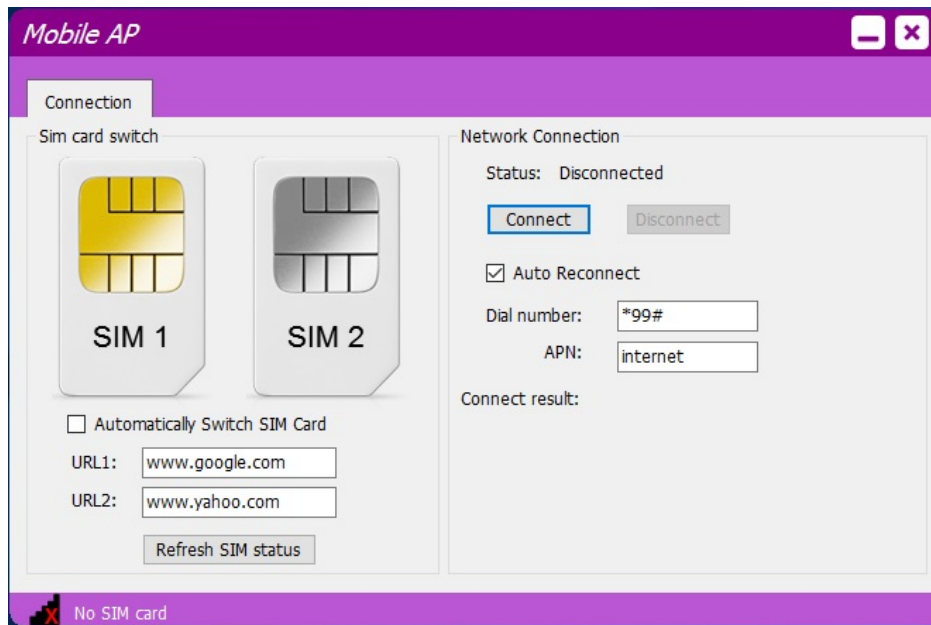 Mobile AP
Connection
Sim card switch
SIM 1
SIM 2
Automatically Switch SIM Card
URL1: www.google.com
URL2: www.yahoo.com
Refresh SIM status
Network Connection
Status: Disconnected
Connect
Disconnect
Auto Reconnect
Dial number: *99#
APN: internet
Connect result:
No SIM card